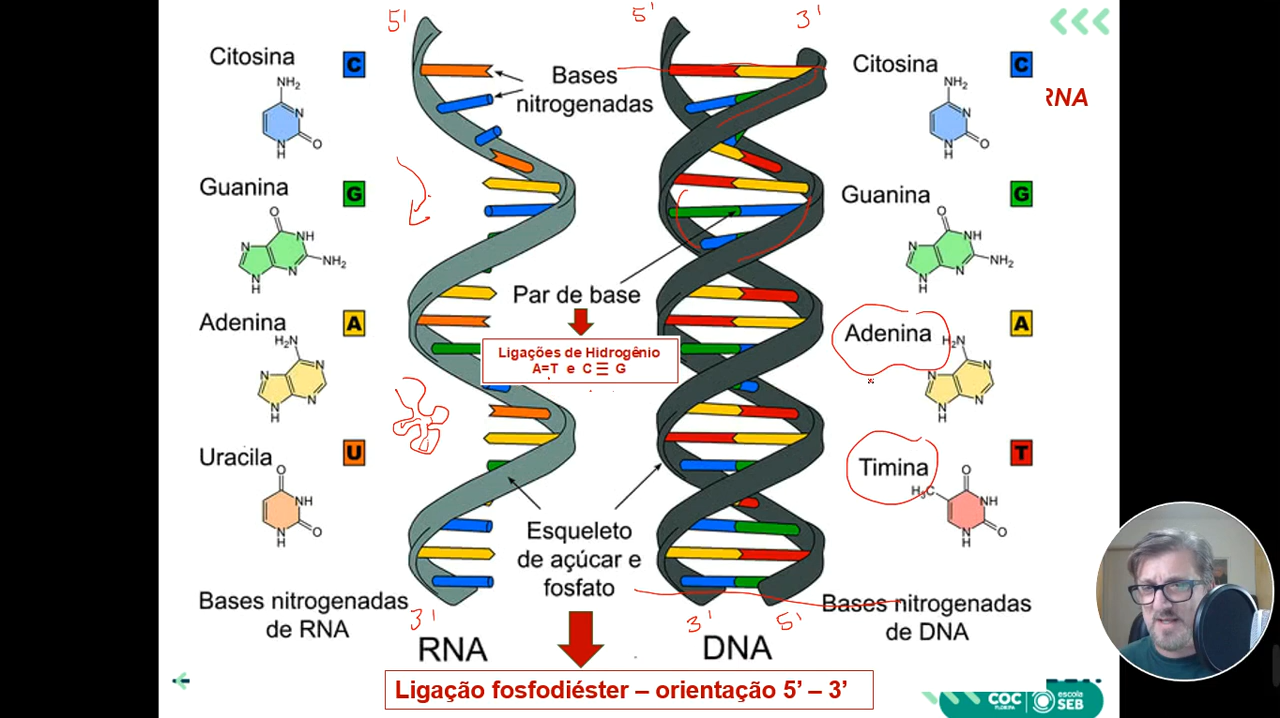 5'
5'
3'
Citosina
C
NH₂
N
N
H
O
Bases
nitrogenadas
Citosina
C
NH₂
N
N
H
O
RNA
Guanina
G
O
N
NH
N
N
H
NH₂
Guanina
G
O
N
NH
N
N
H
NH₂
Par de base
Adenina
A
H₂N
N
N
N
N
H
Ligações de Hidrogênio
A=T e C ☰ G
Adenina
A
H₂N
N
N
N
N
H
Uracila
U
O
NH
N
H
O
Timina
T
O
H₃C
NH
N
H
O
Esqueleto
de açúcar e
fosfato
Bases nitrogenadas
de RNA
3'
3'
5'
Bases nitrogenadas
de DNA
RNA
DNA
Ligação fosfodiéster – orientação 5’ – 3’
COC
FLORIPA
escola
SEB